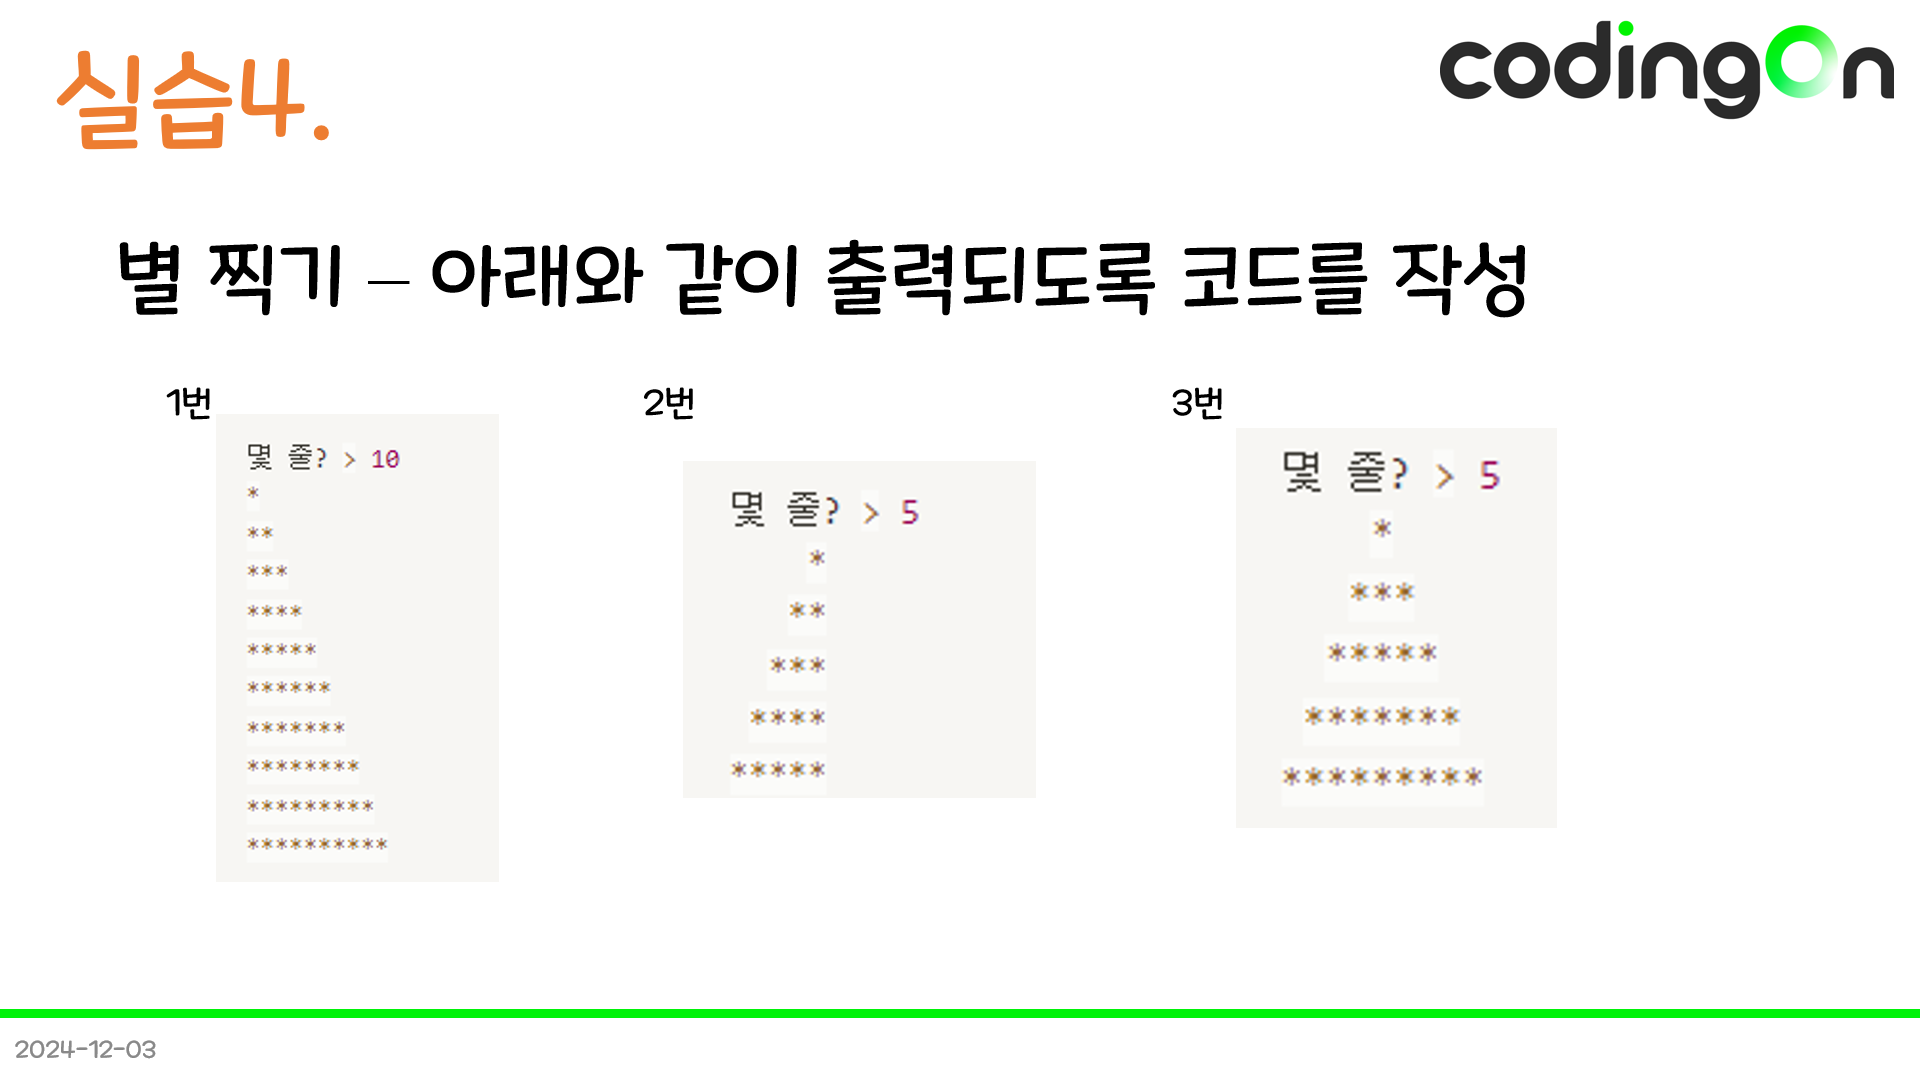 실습4.
codingOn
별 찍기 – 아래와 같이 출력되도록 코드를 작성
1번
몇 줄? > 10
*
**
***
****
*****
******
*******
********
*********
**********
2번
몇 줄? > 5
    *
   **
  ***
 ****
*****
3번
몇 줄? > 5
    *
   ***
  *****
 *******
*********
2024-12-03